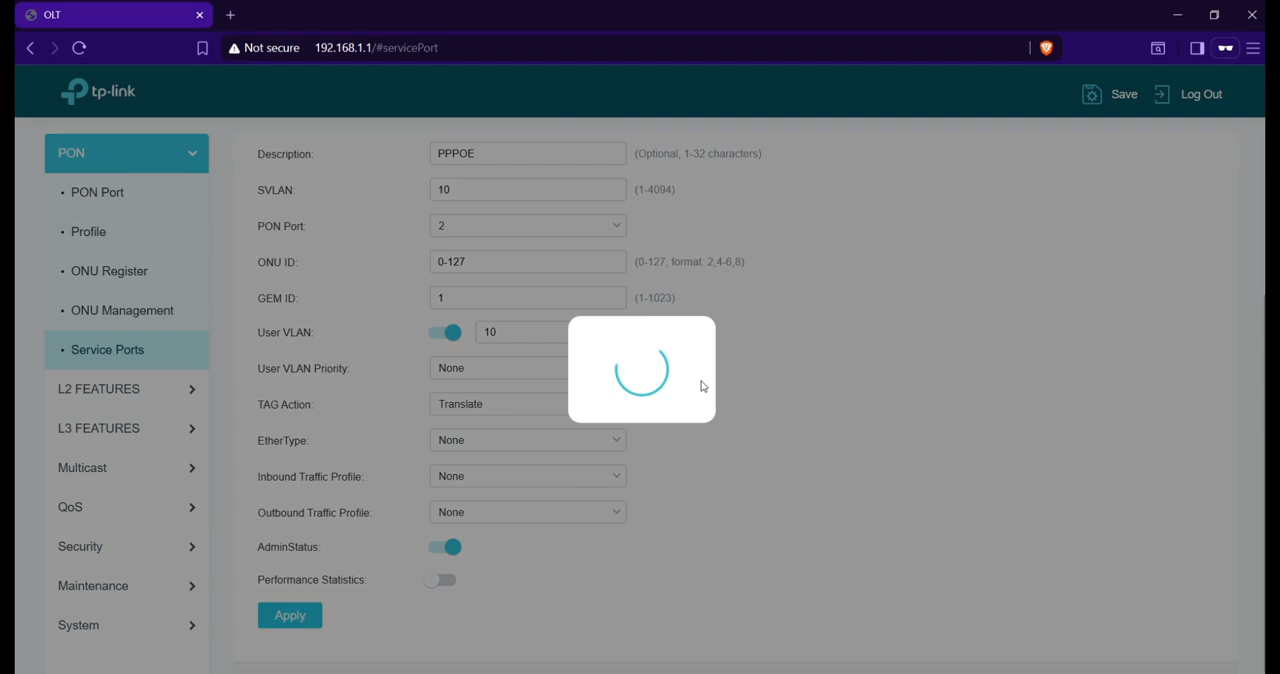 OLT
Not secure 192.168.1.1/#servicePort
tp-link
Save Log Out
PON
• PON Port
• Profile
• ONU Register
• ONU Management
• Service Ports
L2 FEATURES
L3 FEATURES
Multicast
QoS
Security
Maintenance
System
Description: PPPOE (Optional, 1-32 characters)
SVLAN: 10 (1-4094)
PON Port: 2
ONU ID: 0-127 (0-127, format: 2,4-6,8)
GEM ID: 1 (1-1023)
User VLAN: 10
User VLAN Priority: None
TAG Action: Translate
EtherType: None
Inbound Traffic Profile: None
Outbound Traffic Profile: None
AdminStatus:
Performance Statistics:
Apply